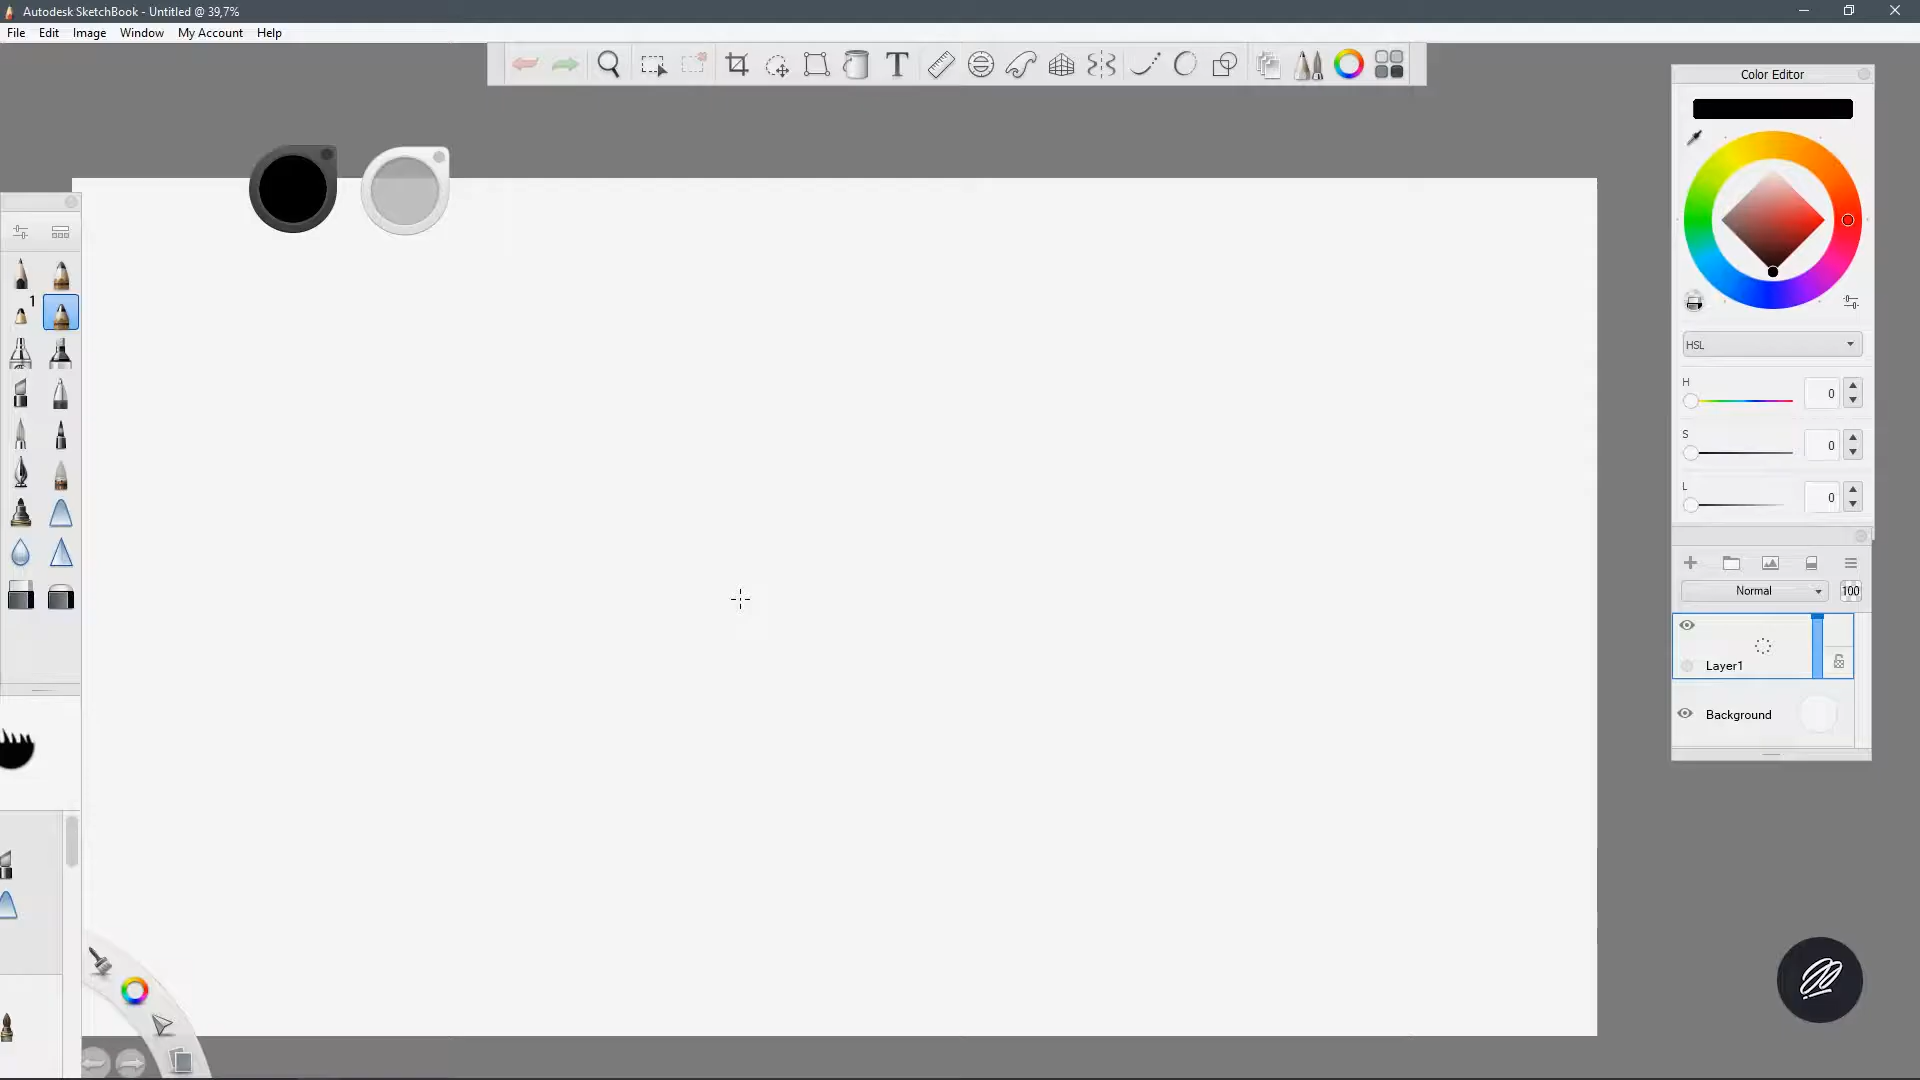 Autodesk SketchBook - Untitled @ 39,7%
File Edit Image Window My Account Help
T
Color Editor
1
HSL
H 0
S 0
L 0
Normal 100
Layer1
Background